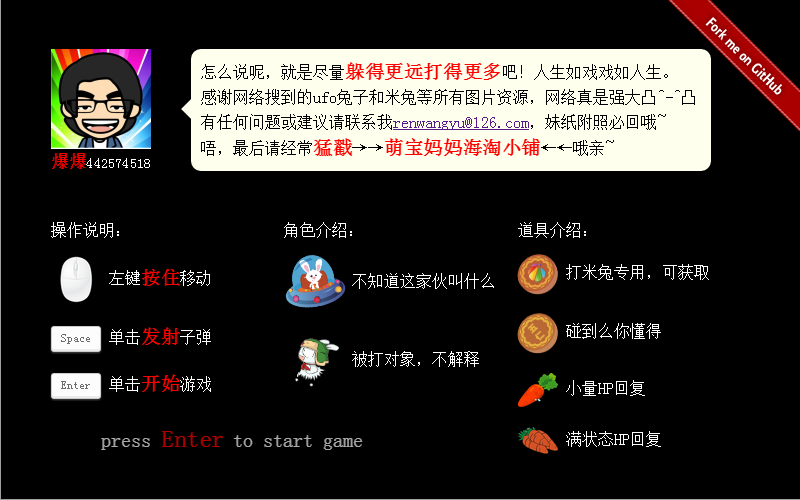 Fork me on GitHub
怎么说呢，就是尽量躲得更远打得更多吧！人生如戏戏如人生。
感谢网络搜到的ufo兔子和米兔等所有图片资源，网络真是强大凸^-^凸
有任何问题或建议请联系我renwangyu@126.com，妹纸附照必回哦~
唔，最后请经常猛戳→→萌宝妈妈海淘小铺←←哦亲~
爆爆442574518
操作说明：
左键按住移动
Space 单击发射子弹
Enter 单击开始游戏
角色介绍：
不知道这家伙叫什么
被打对象，不解释
道具介绍：
打米兔专用，可获取
碰到么你懂得
小量HP回复
满状态HP回复
press Enter to start game